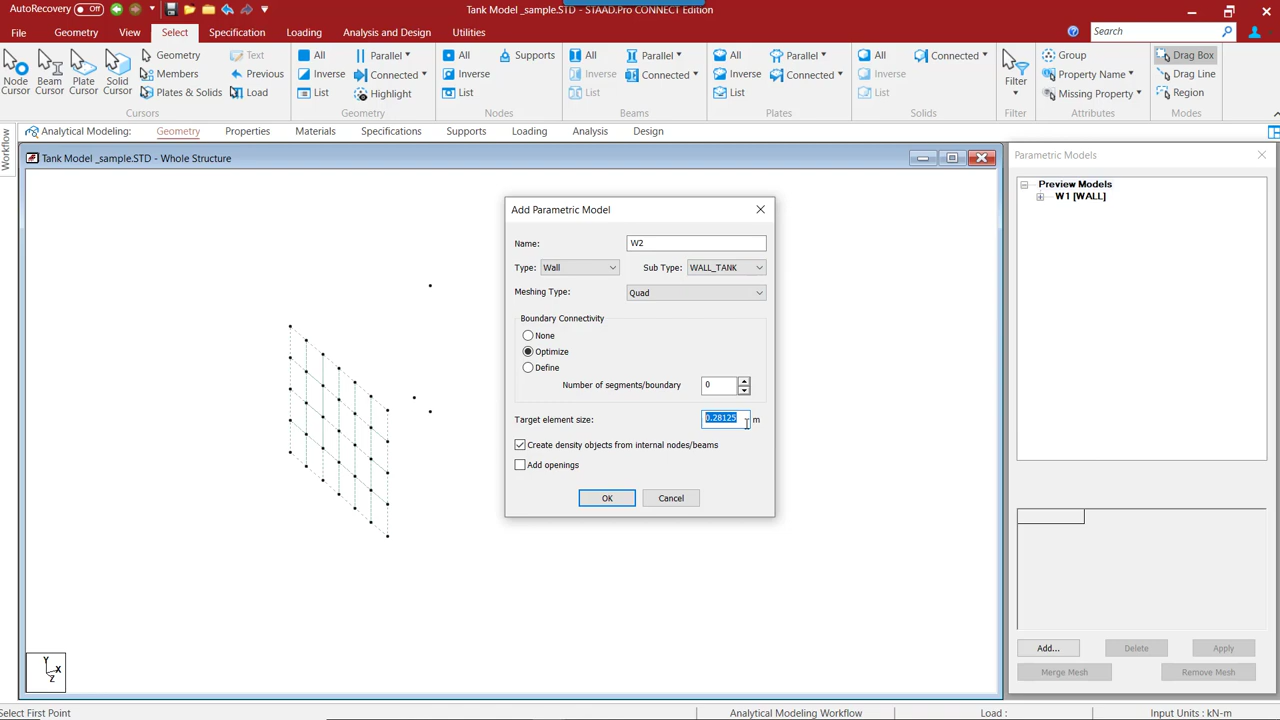 AutoRecovery Off
Tank Model _sample.STD - STAAD.Pro CONNECT Edition
File Geometry View Select Specification Loading Analysis and Design Utilities Search
Node Cursor
Beam Cursor
Plate Cursor
Solid Cursor
Geometry
Members
Plates & Solids
Text
Previous
Load
Cursors
All
Inverse
List
Parallel
Connected
Highlight
Geometry
All
Inverse
List
Supports
Nodes
All
Inverse
List
Parallel
Connected
Beams
All
Inverse
List
Parallel
Connected
Plates
All
Inverse
List
Connected
Solids
Filter
Filter
Group
Property Name
Missing Property
Attributes
Drag Box
Drag Line
Region
Modes
Workflow
Analytical Modeling: Geometry Properties Materials Specifications Supports Loading Analysis Design
Tank Model _sample.STD - Whole Structure
Add Parametric Model
Name: W2
Type: Wall Sub Type: WALL_TANK
Meshing Type: Quad
Boundary Connectivity
None
Optimize
Define
Number of segments/boundary 0
Target element size: 0.28125 m
Create density objects from internal nodes/beams
Add openings
OK Cancel
Y
X
Z
Parametric Models
Preview Models
W1 [WALL]
Add... Delete Apply
Merge Mesh Remove Mesh
Select First Point Analytical Modeling Workflow Load : Input Units : kN-m